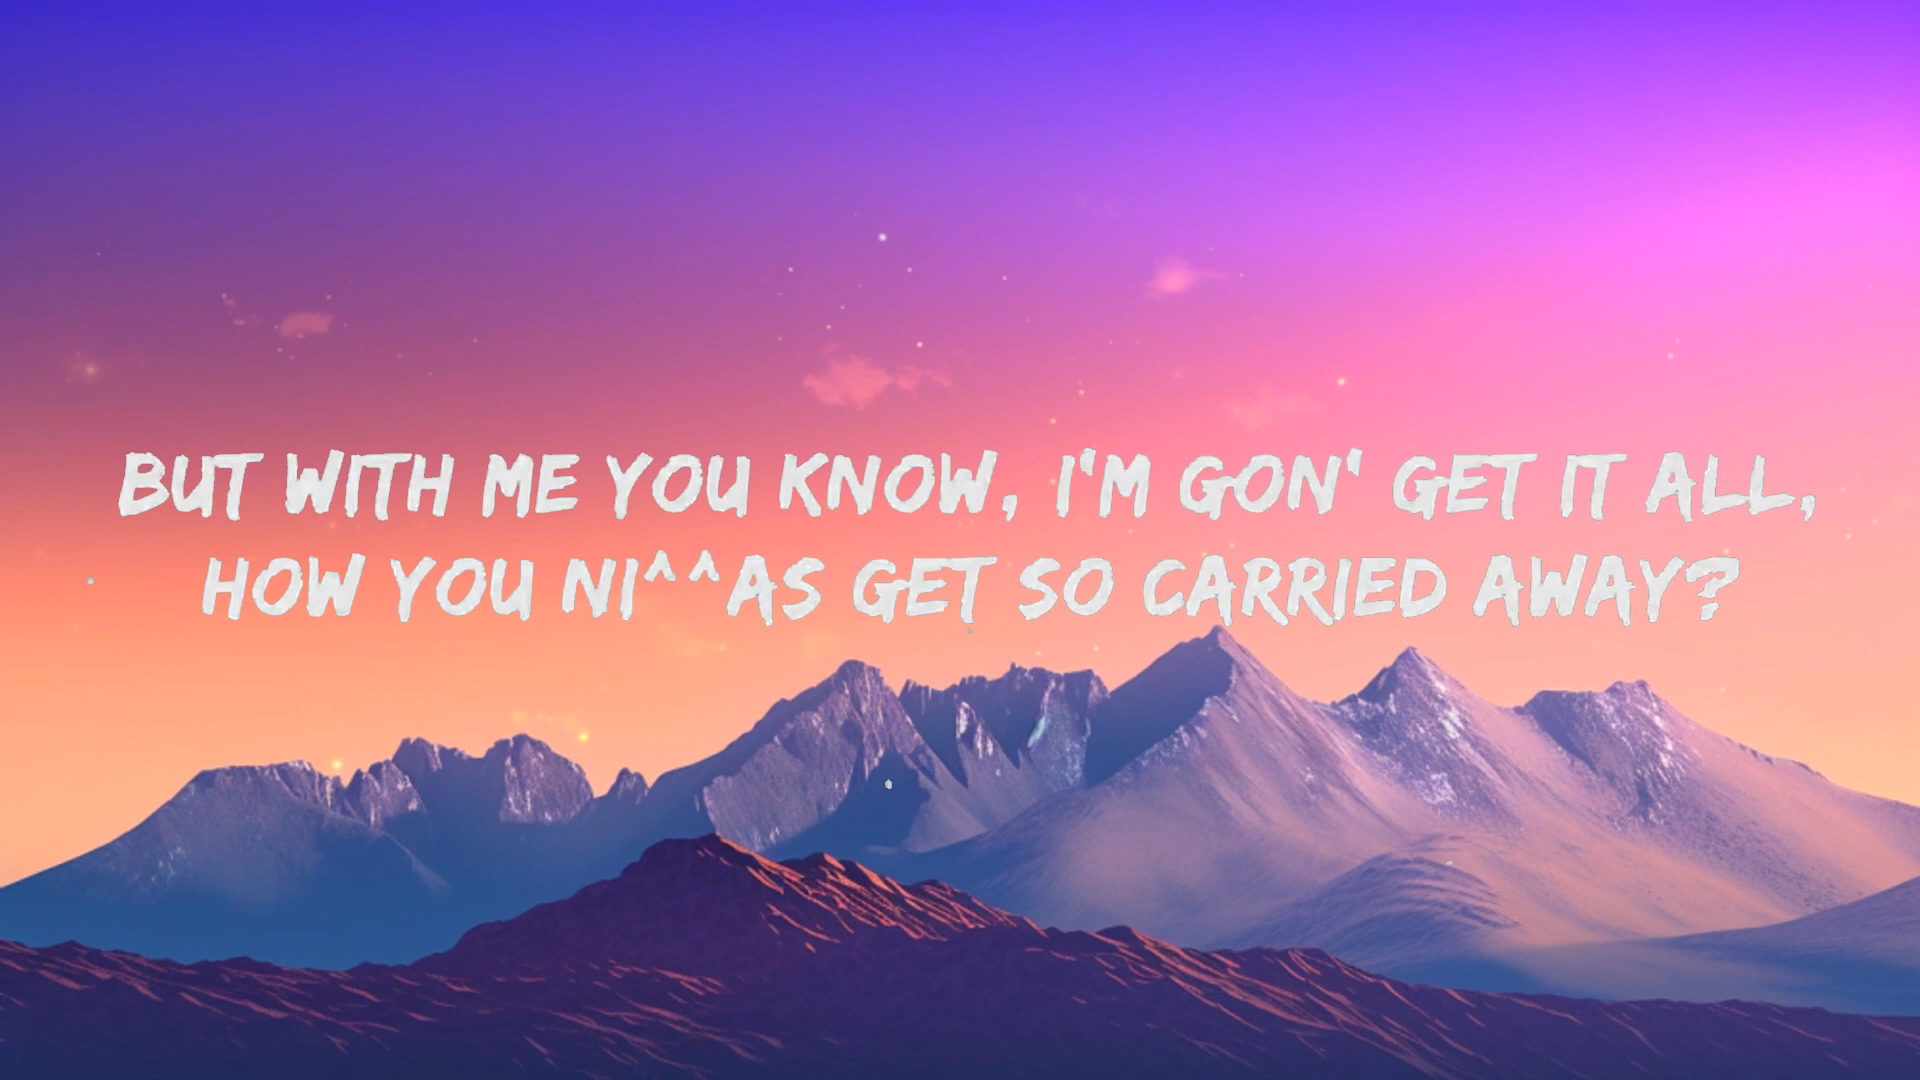 BUT WITH ME YOU KNOW, I'M GON' GET IT ALL,
HOW YOU NI^^AS GET SO CARRIED AWAY?